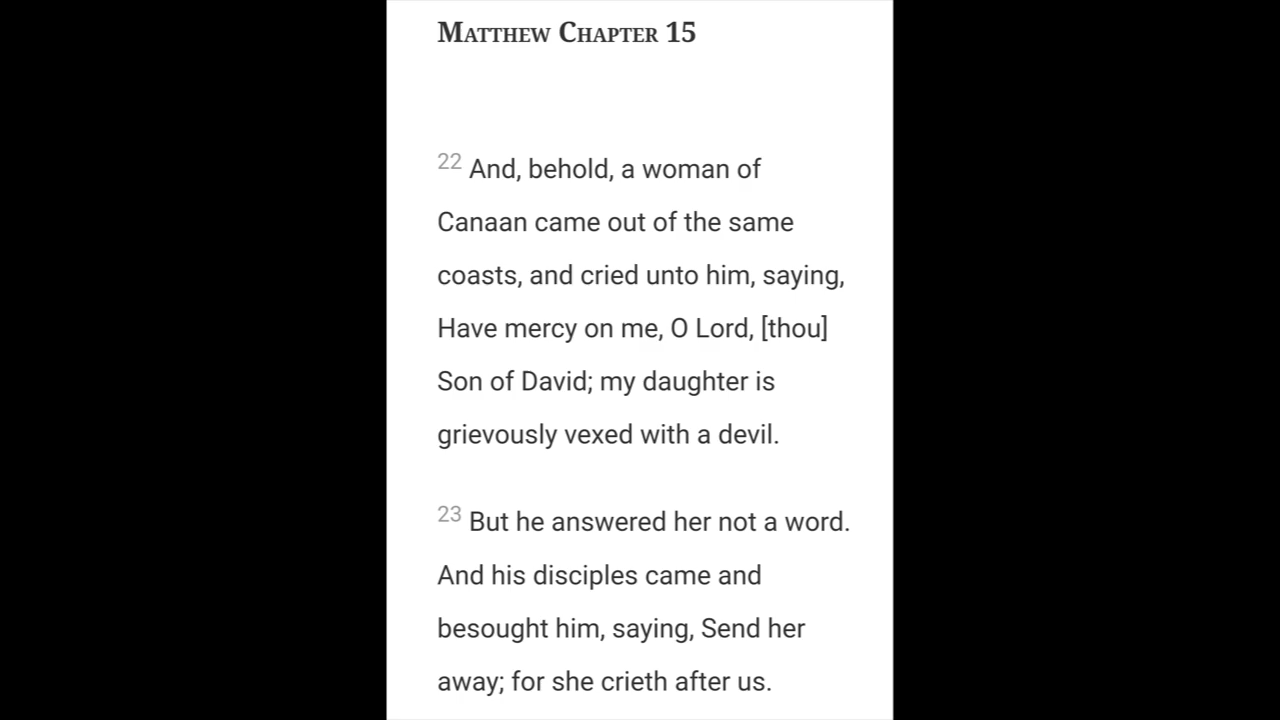 Matthew Chapter 15
22 And, behold, a woman of
Canaan came out of the same
coasts, and cried unto him, saying,
Have mercy on me, O Lord, [thou]
Son of David; my daughter is
grievously vexed with a devil.
23 But he answered her not a word.
And his disciples came and
besought him, saying, Send her
away; for she crieth after us.